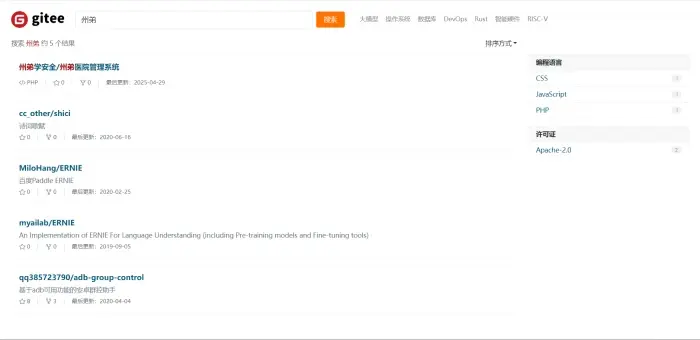 gitee
州弟
搜索
大模型 操作系统 数据库 DevOps Rust 智能硬件 RISC-V
搜索 州弟 约 5 个结果
排序方式
州弟学安全/州弟医院管理系统
PHP 0 0 最后更新：2025-04-29
cc_other/shici
诗词歌赋
0 0 最后更新：2020-06-18
MiloHang/ERNIE
百度Paddle ERNIE
0 0 最后更新：2020-02-25
myailab/ERNIE
An Implementation of ERNIE For Language Understanding (including Pre-training models and Fine-tuning tools)
0 0 最后更新：2019-09-05
qq385723790/adb-group-control
基于adb可用功能的安卓群控助手
8 3 最后更新：2020-04-04
编程语言
CSS
JavaScript
PHP
许可证
Apache-2.0